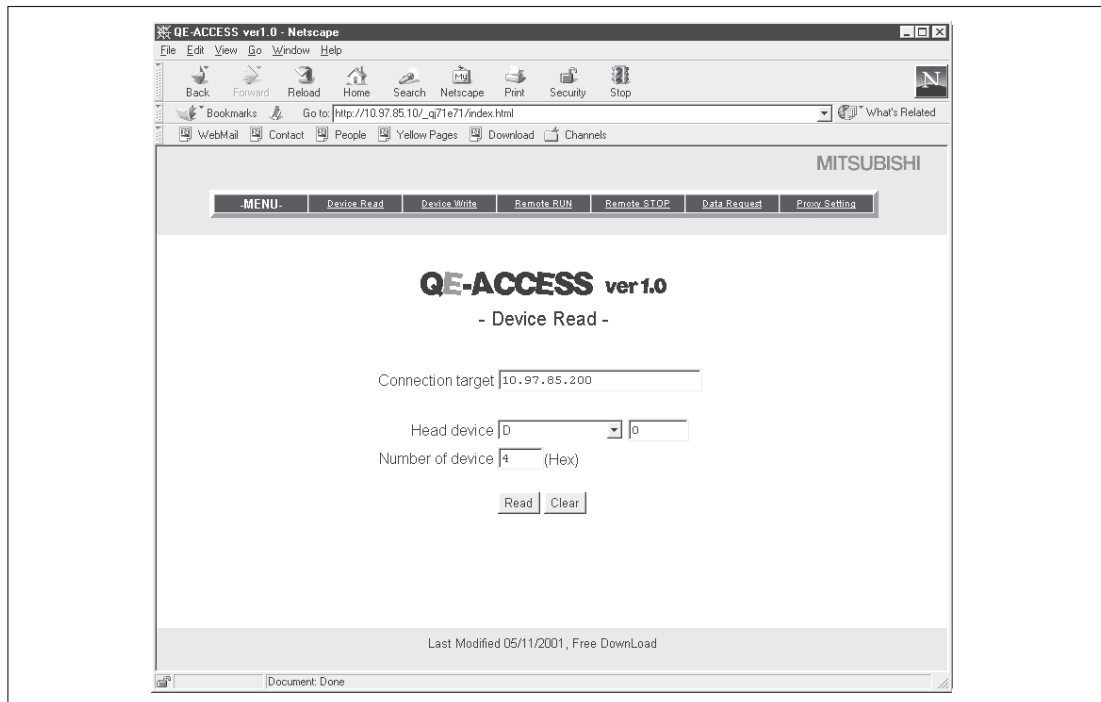 QE-ACCESS ver1.0 - Netscape
File Edit View Go Window Help
Back Forward Reload Home Search Netscape Print Security Stop
My
N
Bookmarks Go to: http://10.97.85.10/_qj71e71/index.html What's Related
WebMail Contact People Yellow Pages Download Channels
MITSUBISHI
-MENU- Device Read Device Write Remote RUN Remote STOP Data Request Proxy Setting
QE-ACCESS ver1.0
- Device Read -
Connection target 10.97.85.200
Head device D 0
Number of device 4 (Hex)
Read Clear
Last Modified 05/11/2001, Free DownLoad
Document: Done